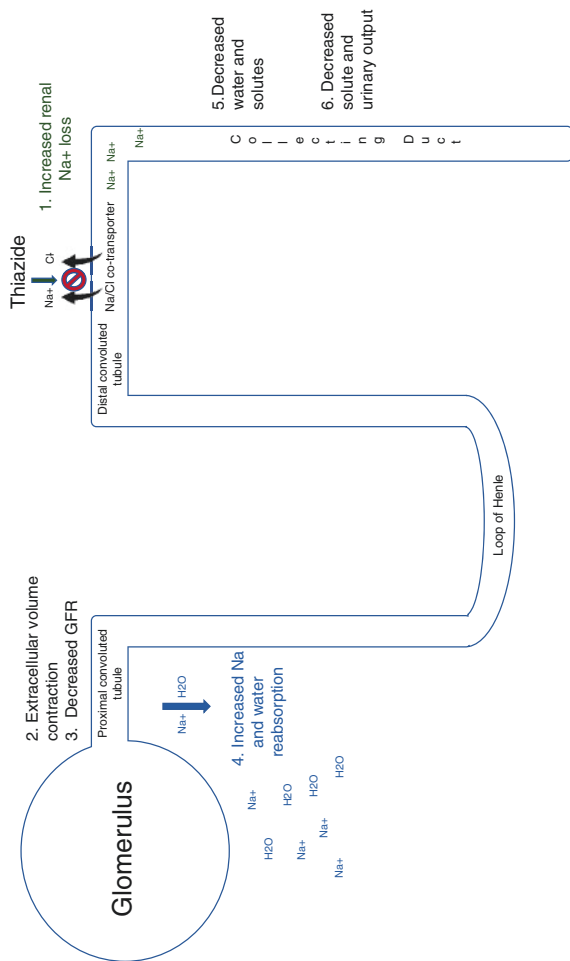 Thiazide
Na+
Cl-
1. Increased renal
Na+ loss
2. Extracellular volume
contraction
3. Decreased GFR
Proximal convoluted
tubule
Distal convoluted
tubule
Na/Cl co-transporter
Na+
Na+
Na+
Na+
Glomerulus
Na+
H2O
4. Increased Na
and water
reabsorption
Na+
H2O
H2O
H2O
Na+
Na+
H2O
Na+
Loop of Henle
Collecting Duct
5.Decreased
water and
solutes
6. Decreased
solute and
urinary output